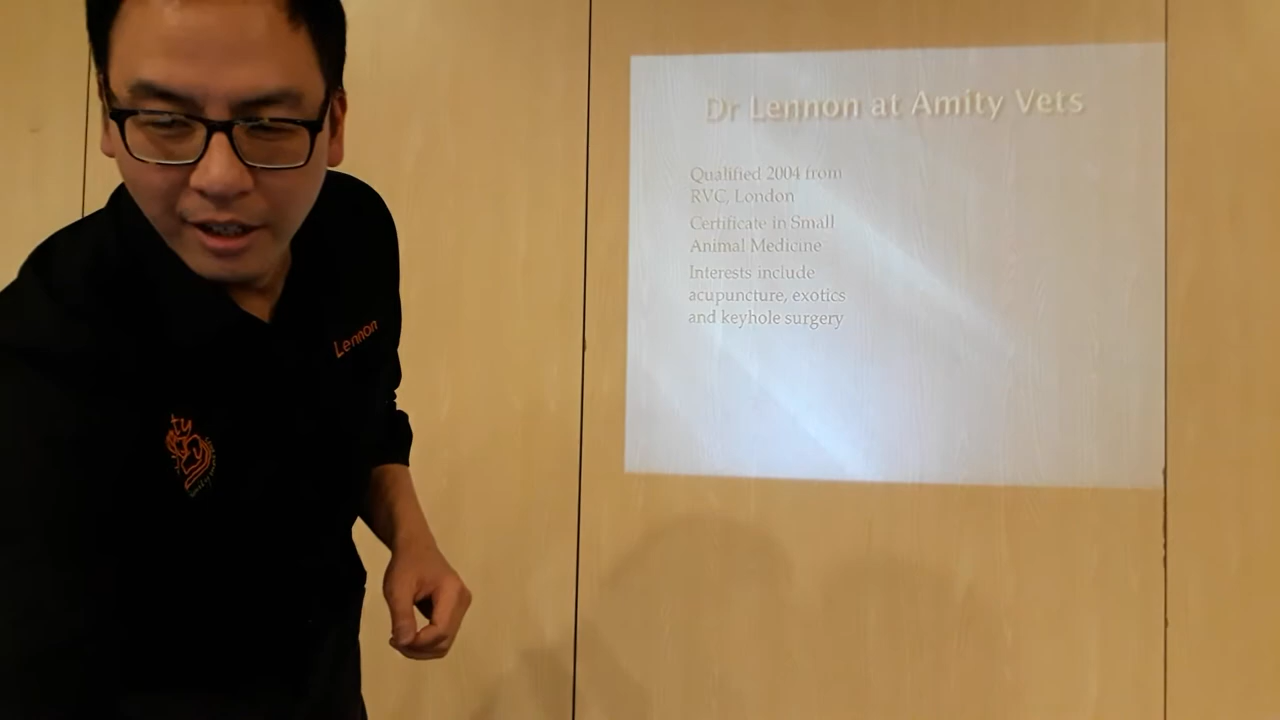 Dr Lennon at Amity Vets
Qualified 2004 from
RVC, London
Certificate in Small
Animal Medicine
Interests include
acupuncture, exotics
and keyhole surgery
Lennon
ty